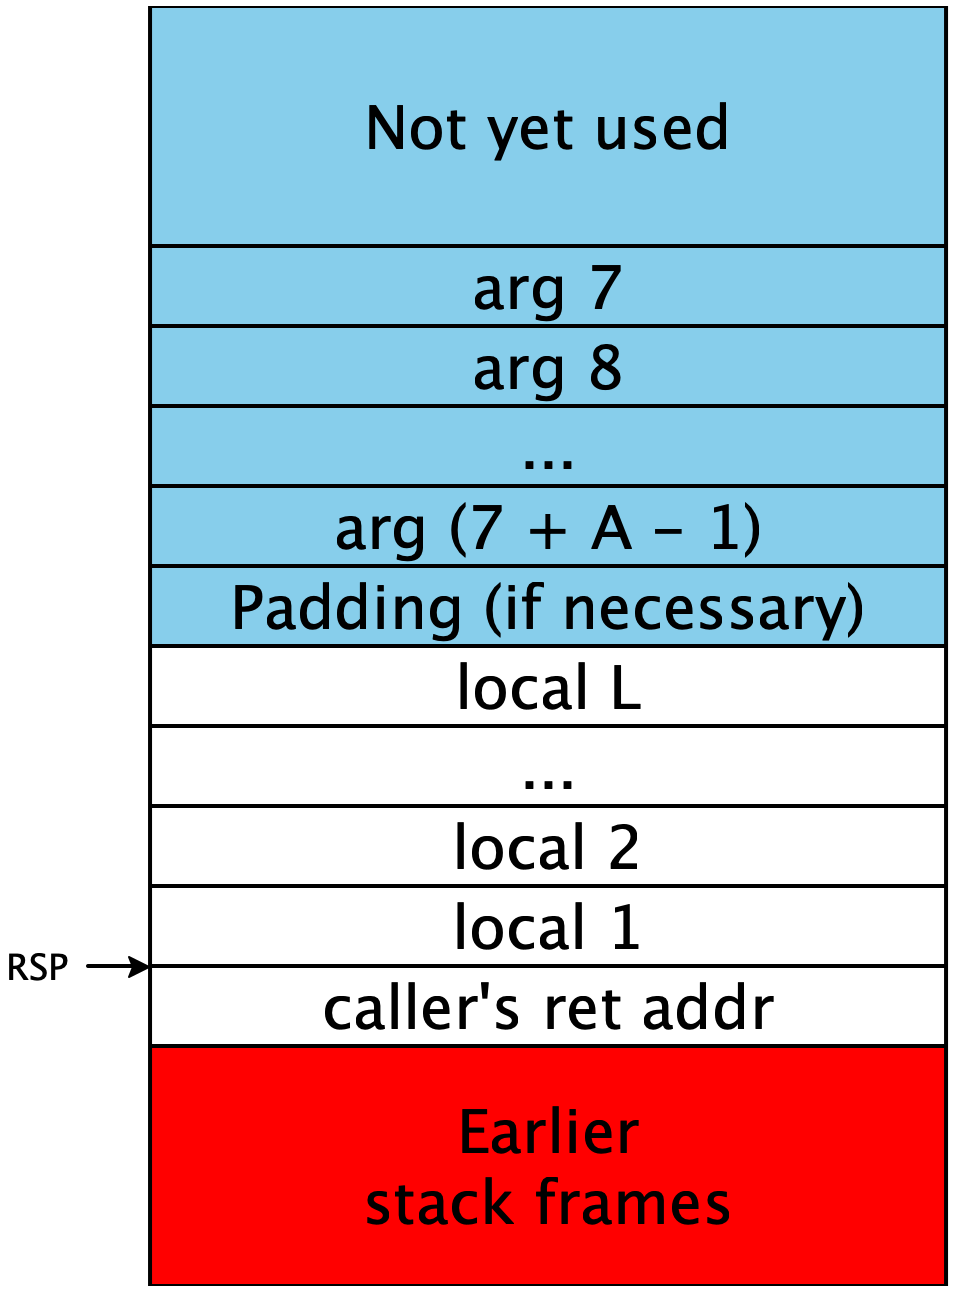 Not yet used
arg 7
arg 8
...
arg (7 + A - 1)
Padding (if necessary)
local L
...
local 2
local 1
RSP
caller's ret addr
Earlier
stack frames